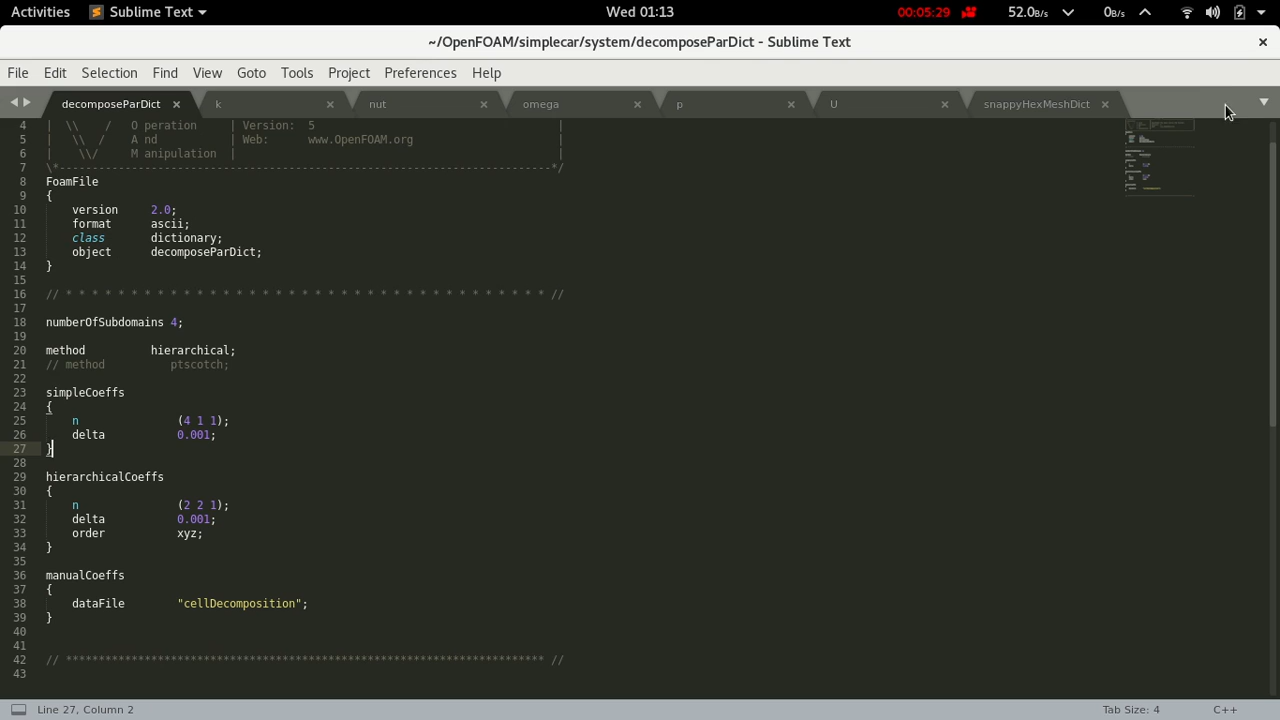 Activities Sublime Text Wed 01:13 00:05:29 52.0B/s 0B/s
~/OpenFOAM/simplecar/system/decomposeParDict - Sublime Text
File Edit Selection Find View Goto Tools Project Preferences Help
decomposeParDict k nut omega p U snappyHexMeshDict
4 | \\ / O peration | Version: 5 |
5 | \\ / A nd | Web: www.OpenFOAM.org |
6 | \\/ M anipulation | |
7 \*---------------------------------------------------------------------------*/
8 FoamFile
9 {
10 version 2.0;
11 format ascii;
12 class dictionary;
13 object decomposeParDict;
14 }
15
16 // * * * * * * * * * * * * * * * * * * * * * * * * * * * * * * * * * * * * * //
17
18 numberOfSubdomains 4;
19
20 method hierarchical;
21 // method ptscotch;
22
23 simpleCoeffs
24 {
25 n (4 1 1);
26 delta 0.001;
27 }
28
29 hierarchicalCoeffs
30 {
31 n (2 2 1);
32 delta 0.001;
33 order xyz;
34 }
35
36 manualCoeffs
37 {
38 dataFile "cellDecomposition";
39 }
40
41
42 // ************************************************************************* //
43
Line 27, Column 2 Tab Size: 4 C++